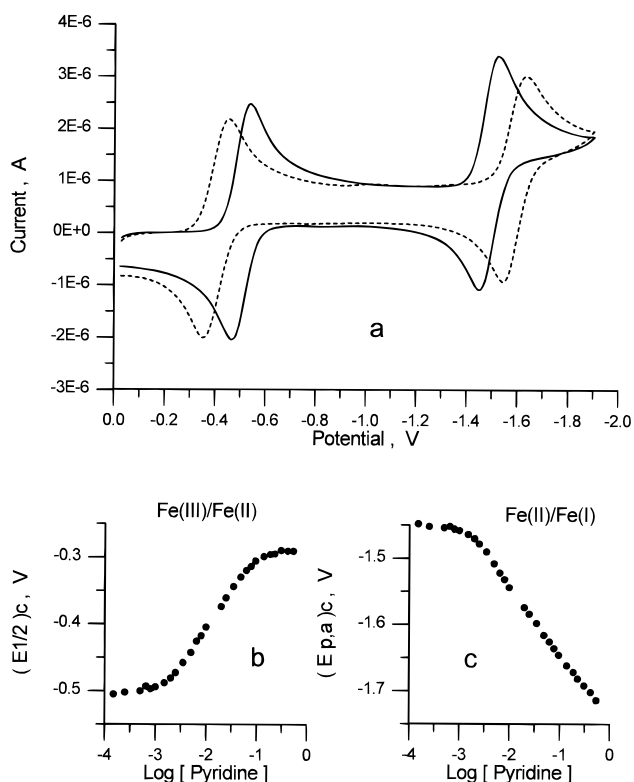 4E-6
3E-6
2E-6
1E-6
0E+0
-1E-6
-2E-6
-3E-6
Current , A
a
0.0 -0.2 -0.4 -0.6 -0.8 -1.0 -1.2 -1.4 -1.6 -1.8 -2.0
Potential , V
Fe(III)/Fe(II)
-0.3
-0.4
-0.5
( E1/2 )c , V
b
-4 -3 -2 -1 0
Log [ Pyridine ]
Fe(II)/Fe(I)
-1.5
-1.6
-1.7
( E p,a )c , V
c
-4 -3 -2 -1 0
Log [ Pyridine ]